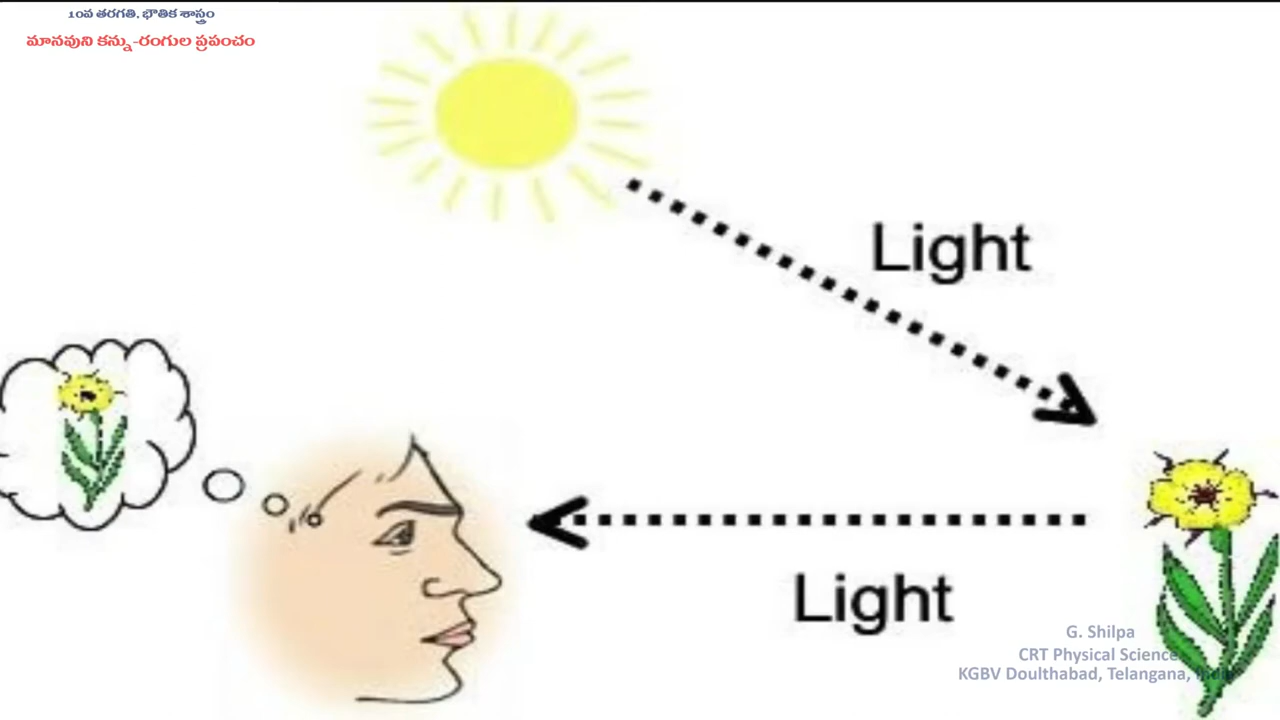 10వ తరగతి, భౌతిక శాస్త్రం
మానవుని కన్ను-రంగుల ప్రపంచం
Light
Light
G. Shilpa
CRT Physical Science
KGBV Doulthabad, Telangana,